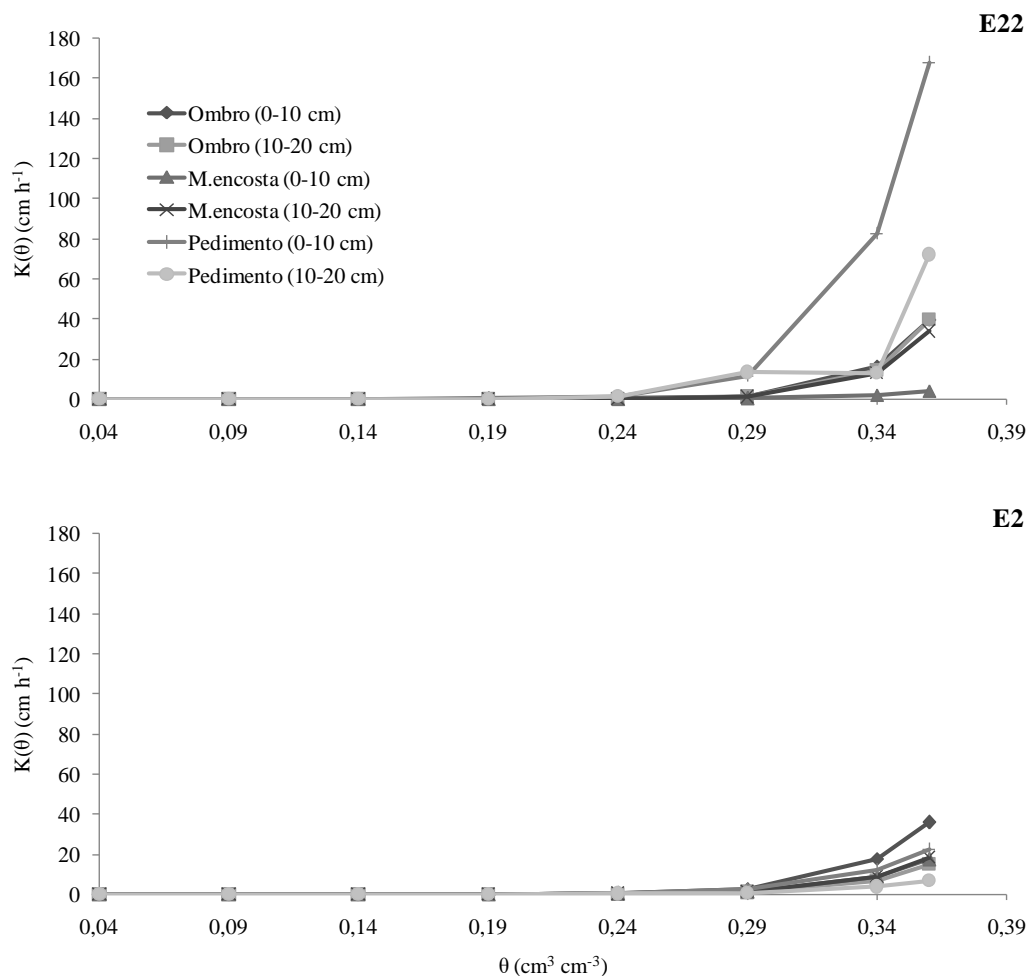 E22
180
160
140
120
100
80
60
40
20
0
K(θ) (cm h-1)
Ombro (0-10 cm)
Ombro (10-20 cm)
M.encosta (0-10 cm)
M.encosta (10-20 cm)
Pedimento (0-10 cm)
Pedimento (10-20 cm)
0,04 0,09 0,14 0,19 0,24 0,29 0,34 0,39
E2
180
160
140
120
100
80
60
40
20
0
K(θ) (cm h-1)
0,04 0,09 0,14 0,19 0,24 0,29 0,34 0,39
θ (cm³ cm-³)